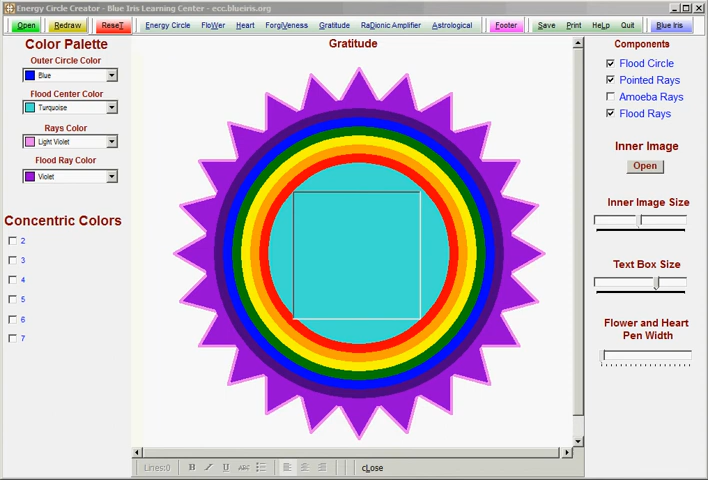 Energy Circle Creator - Blue Iris Learning Center - ecc.blueiris.org
Open Redraw ReseT Energy Circle FloWer Heart ForgiVeness Gratitude RaDionic Amplifier Astrological Footer Save Print HeLp Quit Blue Iris
Color Palette
Outer Circle Color
Blue
Flood Center Color
Turquoise
Rays Color
Light Violet
Flood Ray Color
Violet
Concentric Colors
2
3
4
5
6
7
Gratitude
Components
Flood Circle
Pointed Rays
Amoeba Rays
Flood Rays
Inner Image
Open
Inner Image Size
Text Box Size
Flower and Heart
Pen Width
Lines:0 B I U ABC cLose